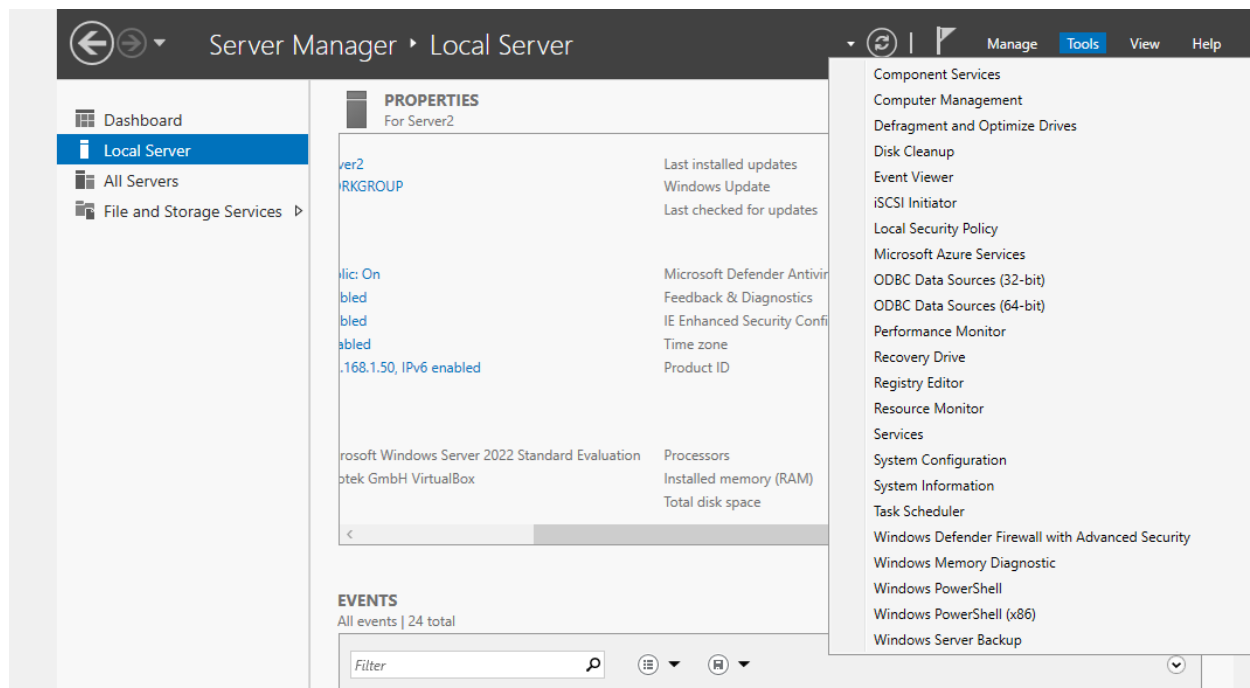 Server Manager ‣ Local Server
Manage Tools View Help
Dashboard
Local Server
All Servers
File and Storage Services
PROPERTIES
For Server2
ver2
RKGROUP
Last installed updates
Windows Update
Last checked for updates
lic: On
bled
bled
abled
.168.1.50, IPv6 enabled
Microsoft Defender Antivir
Feedback & Diagnostics
IE Enhanced Security Confi
Time zone
Product ID
rosoft Windows Server 2022 Standard Evaluation
otek GmbH VirtualBox
Processors
Installed memory (RAM)
Total disk space
EVENTS
All events | 24 total
Filter
Component Services
Computer Management
Defragment and Optimize Drives
Disk Cleanup
Event Viewer
iSCSI Initiator
Local Security Policy
Microsoft Azure Services
ODBC Data Sources (32-bit)
ODBC Data Sources (64-bit)
Performance Monitor
Recovery Drive
Registry Editor
Resource Monitor
Services
System Configuration
System Information
Task Scheduler
Windows Defender Firewall with Advanced Security
Windows Memory Diagnostic
Windows PowerShell
Windows PowerShell (x86)
Windows Server Backup